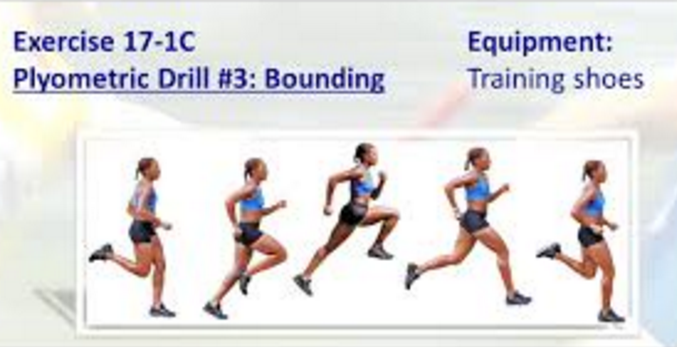 Exercise 17-1C
Plyometric Drill #3: Bounding
Equipment:
Training shoes